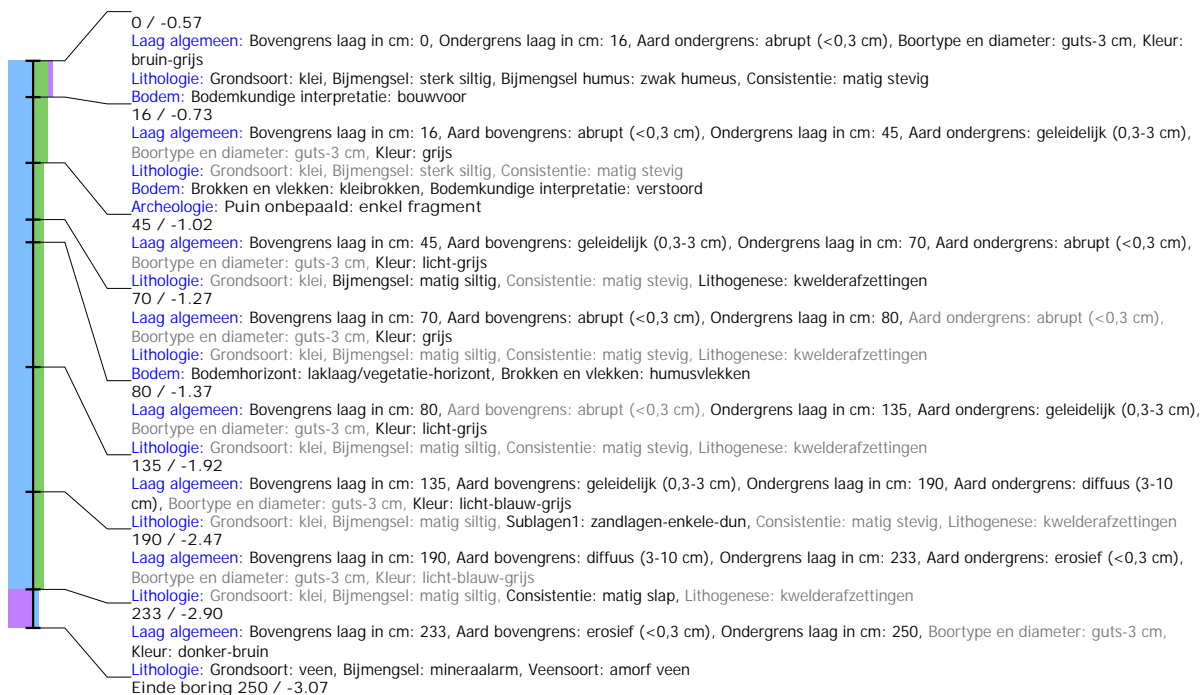 0 / -0.57
Laag algemeen: Bovengrens laag in cm: 0, Ondergrens laag in cm: 16, Aard ondergrens: abrupt (<0,3 cm), Boortype en diameter: guts-3 cm, Kleur:
bruin-grijs
Lithologie: Grondsoort: klei, Bijmengsel: sterk siltig, Bijmengsel humus: zwak humeus, Consistentie: matig stevig
Bodem: Bodemkundige interpretatie: bouwvoor
16 / -0.73
Laag algemeen: Bovengrens laag in cm: 16, Aard bovengrens: abrupt (<0,3 cm), Ondergrens laag in cm: 45, Aard ondergrens: geleidelijk (0,3-3 cm),
Boortype en diameter: guts-3 cm, Kleur: grijs
Lithologie: Grondsoort: klei, Bijmengsel: sterk siltig, Consistentie: matig stevig
Bodem: Brokken en vlekken: kleibrokken, Bodemkundige interpretatie: verstoord
Archeologie: Puin onbepaald: enkel fragment
45 / -1.02
Laag algemeen: Bovengrens laag in cm: 45, Aard bovengrens: geleidelijk (0,3-3 cm), Ondergrens laag in cm: 70, Aard ondergrens: abrupt (<0,3 cm),
Boortype en diameter: guts-3 cm, Kleur: licht-grijs
Lithologie: Grondsoort: klei, Bijmengsel: matig siltig, Consistentie: matig stevig, Lithogenese: kwelderafzettingen
70 / -1.27
Laag algemeen: Bovengrens laag in cm: 70, Aard bovengrens: abrupt (<0,3 cm), Ondergrens laag in cm: 80, Aard ondergrens: abrupt (<0,3 cm),
Boortype en diameter: guts-3 cm, Kleur: grijs
Lithologie: Grondsoort: klei, Bijmengsel: matig siltig, Consistentie: matig stevig, Lithogenese: kwelderafzettingen
Bodem: Bodemhorizont: laklaag/vegetatie-horizont, Brokken en vlekken: humusvlekken
80 / -1.37
Laag algemeen: Bovengrens laag in cm: 80, Aard bovengrens: abrupt (<0,3 cm), Ondergrens laag in cm: 135, Aard ondergrens: geleidelijk (0,3-3 cm),
Boortype en diameter: guts-3 cm, Kleur: licht-grijs
Lithologie: Grondsoort: klei, Bijmengsel: matig siltig, Consistentie: matig stevig, Lithogenese: kwelderafzettingen
135 / -1.92
Laag algemeen: Bovengrens laag in cm: 135, Aard bovengrens: geleidelijk (0,3-3 cm), Ondergrens laag in cm: 190, Aard ondergrens: diffuus (3-10
cm), Boortype en diameter: guts-3 cm, Kleur: licht-blauw-grijs
Lithologie: Grondsoort: klei, Bijmengsel: matig siltig, Sublagen1: zandlagen-enkele-dun, Consistentie: matig stevig, Lithogenese: kwelderafzettingen
190 / -2.47
Laag algemeen: Bovengrens laag in cm: 190, Aard bovengrens: diffuus (3-10 cm), Ondergrens laag in cm: 233, Aard ondergrens: erosief (<0,3 cm),
Boortype en diameter: guts-3 cm, Kleur: licht-blauw-grijs
Lithologie: Grondsoort: klei, Bijmengsel: matig siltig, Consistentie: matig slap, Lithogenese: kwelderafzettingen
233 / -2.90
Laag algemeen: Bovengrens laag in cm: 233, Aard bovengrens: erosief (<0,3 cm), Ondergrens laag in cm: 250, Boortype en diameter: guts-3 cm,
Kleur: donker-bruin
Lithologie: Grondsoort: veen, Bijmengsel: mineraalarm, Veensoort: amorf veen
Einde boring 250 / -3.07